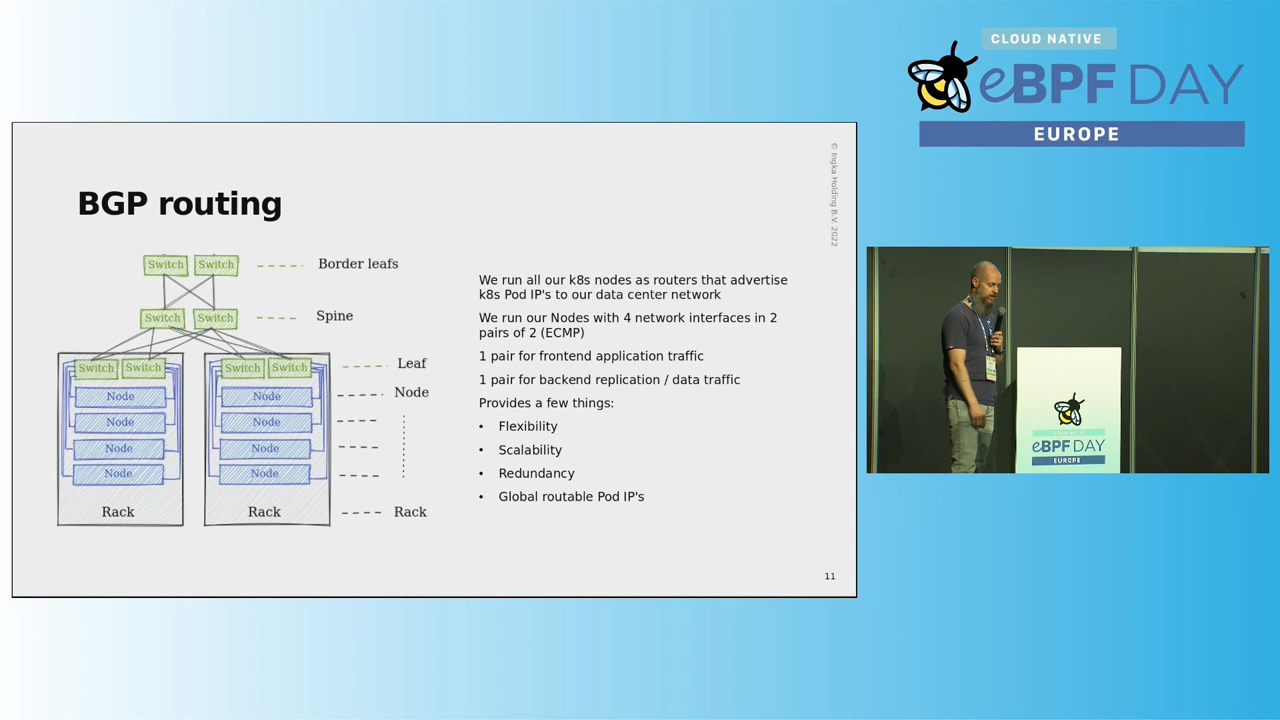 CLOUD NATIVE
eBPF DAY
EUROPE
© Ingka Holding B.V. 2022
BGP routing
Switch Switch Border leafs
Switch Switch Spine
Switch Switch Switch Switch Leaf
Node Node Node
Node Node
Node Node
Node Node
Rack Rack Rack
We run all our k8s nodes as routers that advertise
k8s Pod IP's to our data center network
We run our Nodes with 4 network interfaces in 2
pairs of 2 (ECMP)
1 pair for frontend application traffic
1 pair for backend replication / data traffic
Provides a few things:
• Flexibility
• Scalability
• Redundancy
• Global routable Pod IP's
11
eBPF DAY
EUROPE